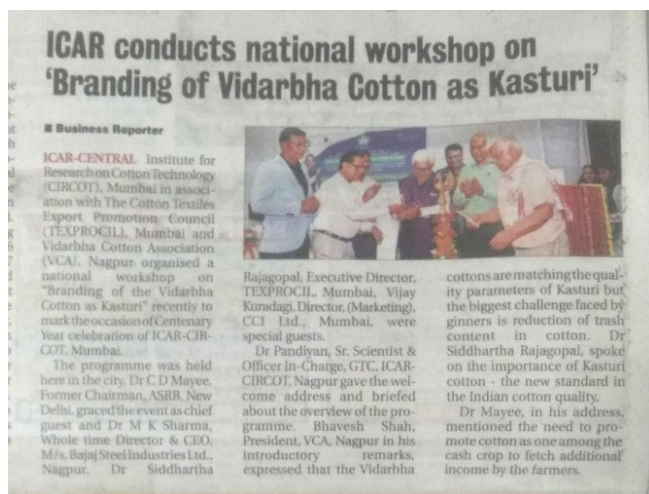 ICAR conducts national workshop on
'Branding of Vidarbha Cotton as Kasturi'
■ Business Reporter
ICAR-CENTRAL Institute for
Research on Cotton Technology
(CIRCOT), Mumbai in associ-
ation with The Cotton Textiles
Export Promotion Council
(TEXPROCIL), Mumbai and
Vidarbha Cotton Association
(VCA), Nagpur organised a
national workshop on
"Branding of the Vidarbha
Cotton as Kasturi" recently to
mark the occasion of Centenary
Year celebration of ICAR-CIR-
COT, Mumbai.
The programme was held
here in the city. Dr C D Mayee,
Former Chairman, ASRB, New
Delhi, graced the event as chief
guest and Dr M K Sharma,
Whole time Director & CEO,
M/s. Bajaj Steel Industries Ltd.,
Nagpur, Dr Siddhartha
Rajagopal, Executive Director,
TEXPROCIL, Mumbai, Vijay
Kuradagi, Director, (Marketing),
CCI Ltd., Mumbai, were
special guests.
Dr Pandiyan, Sr. Scientist &
Officer In-Charge, GTC, ICAR-
CIRCOT, Nagpur gave the wel-
come address and briefed
about the overview of the pro-
gramme. Bhavesh Shah,
President, VCA, Nagpur in his
introductory remarks,
expressed that the Vidarbha
cottons are matching the qual-
ity parameters of Kasturi but
the biggest challenge faced by
ginners is reduction of trash
content in cotton. Dr
Siddhartha Rajagopal, spoke
on the importance of Kasturi
cotton - the new standard in
the Indian cotton quality.
Dr Mayee, in his address,
mentioned the need to pro-
mote cotton as one among the
cash crop to fetch additional
income by the farmers.